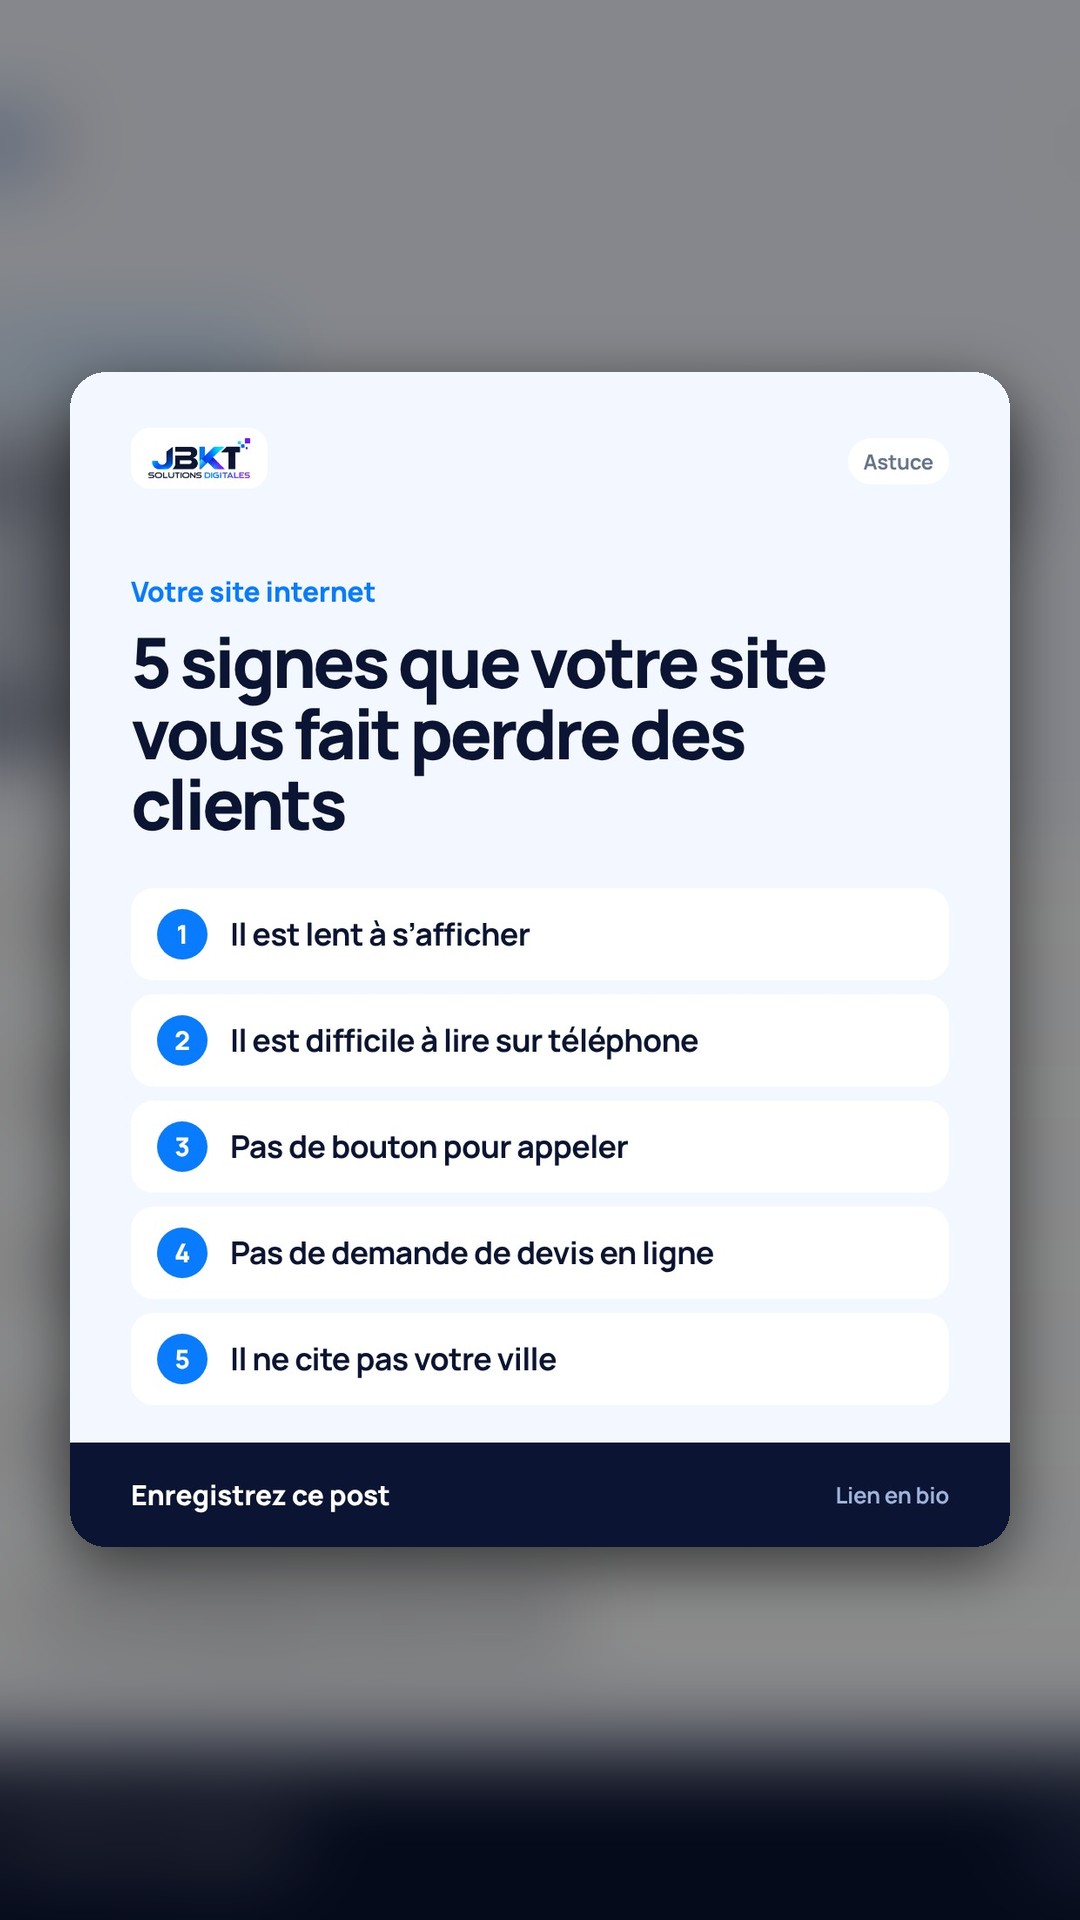 JBKT
SOLUTIONS DIGITALES
Astuce
Votre site internet
5 signes que votre site
vous fait perdre des
clients
1 Il est lent à s’afficher
2 Il est difficile à lire sur téléphone
3 Pas de bouton pour appeler
4 Pas de demande de devis en ligne
5 Il ne cite pas votre ville
Enregistrez ce post
Lien en bio